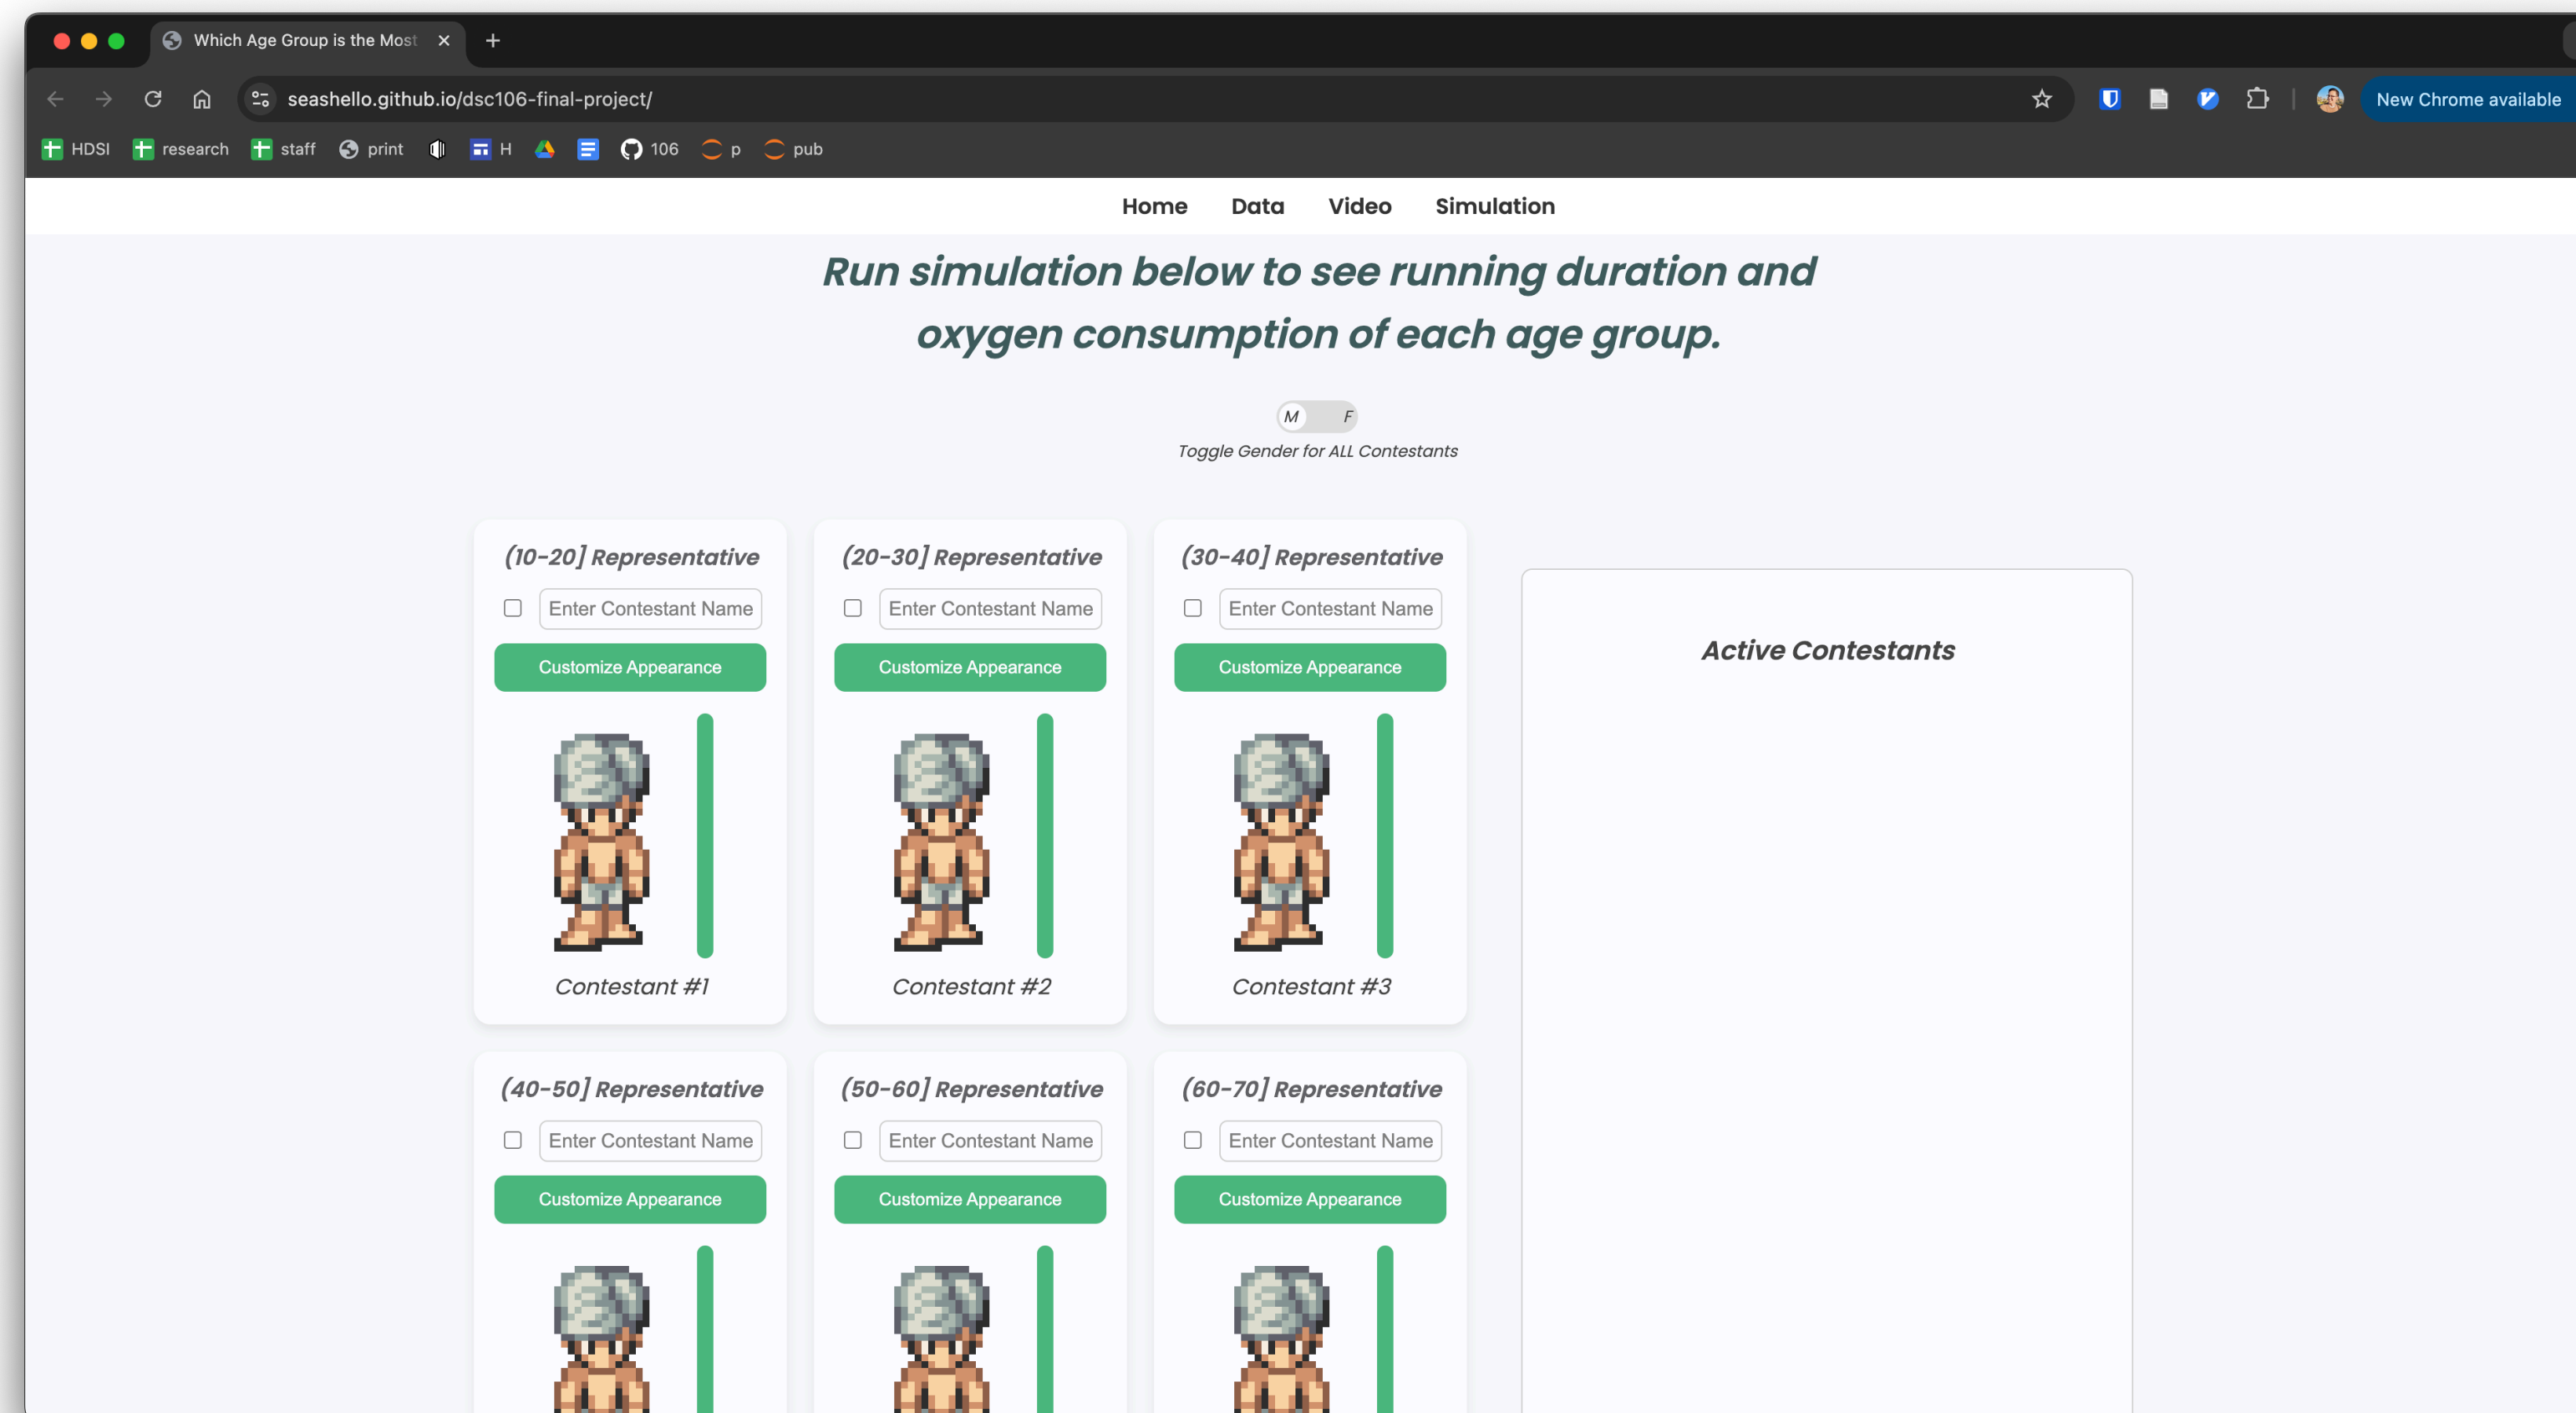 Which Age Group is the Most
seashello.github.io/dsc106-final-project/
New Chrome available
HDSI
research
staff
print
H
106
p
pub
Home
Data
Video
Simulation
Run simulation below to see running duration and
oxygen consumption of each age group.
M
F
Toggle Gender for ALL Contestants
(10-20] Representative
Enter Contestant Name
Customize Appearance
Contestant #1
(20-30] Representative
Enter Contestant Name
Customize Appearance
Contestant #2
(30-40] Representative
Enter Contestant Name
Customize Appearance
Contestant #3
Active Contestants
(40-50] Representative
Enter Contestant Name
Customize Appearance
(50-60] Representative
Enter Contestant Name
Customize Appearance
(60-70] Representative
Enter Contestant Name
Customize Appearance